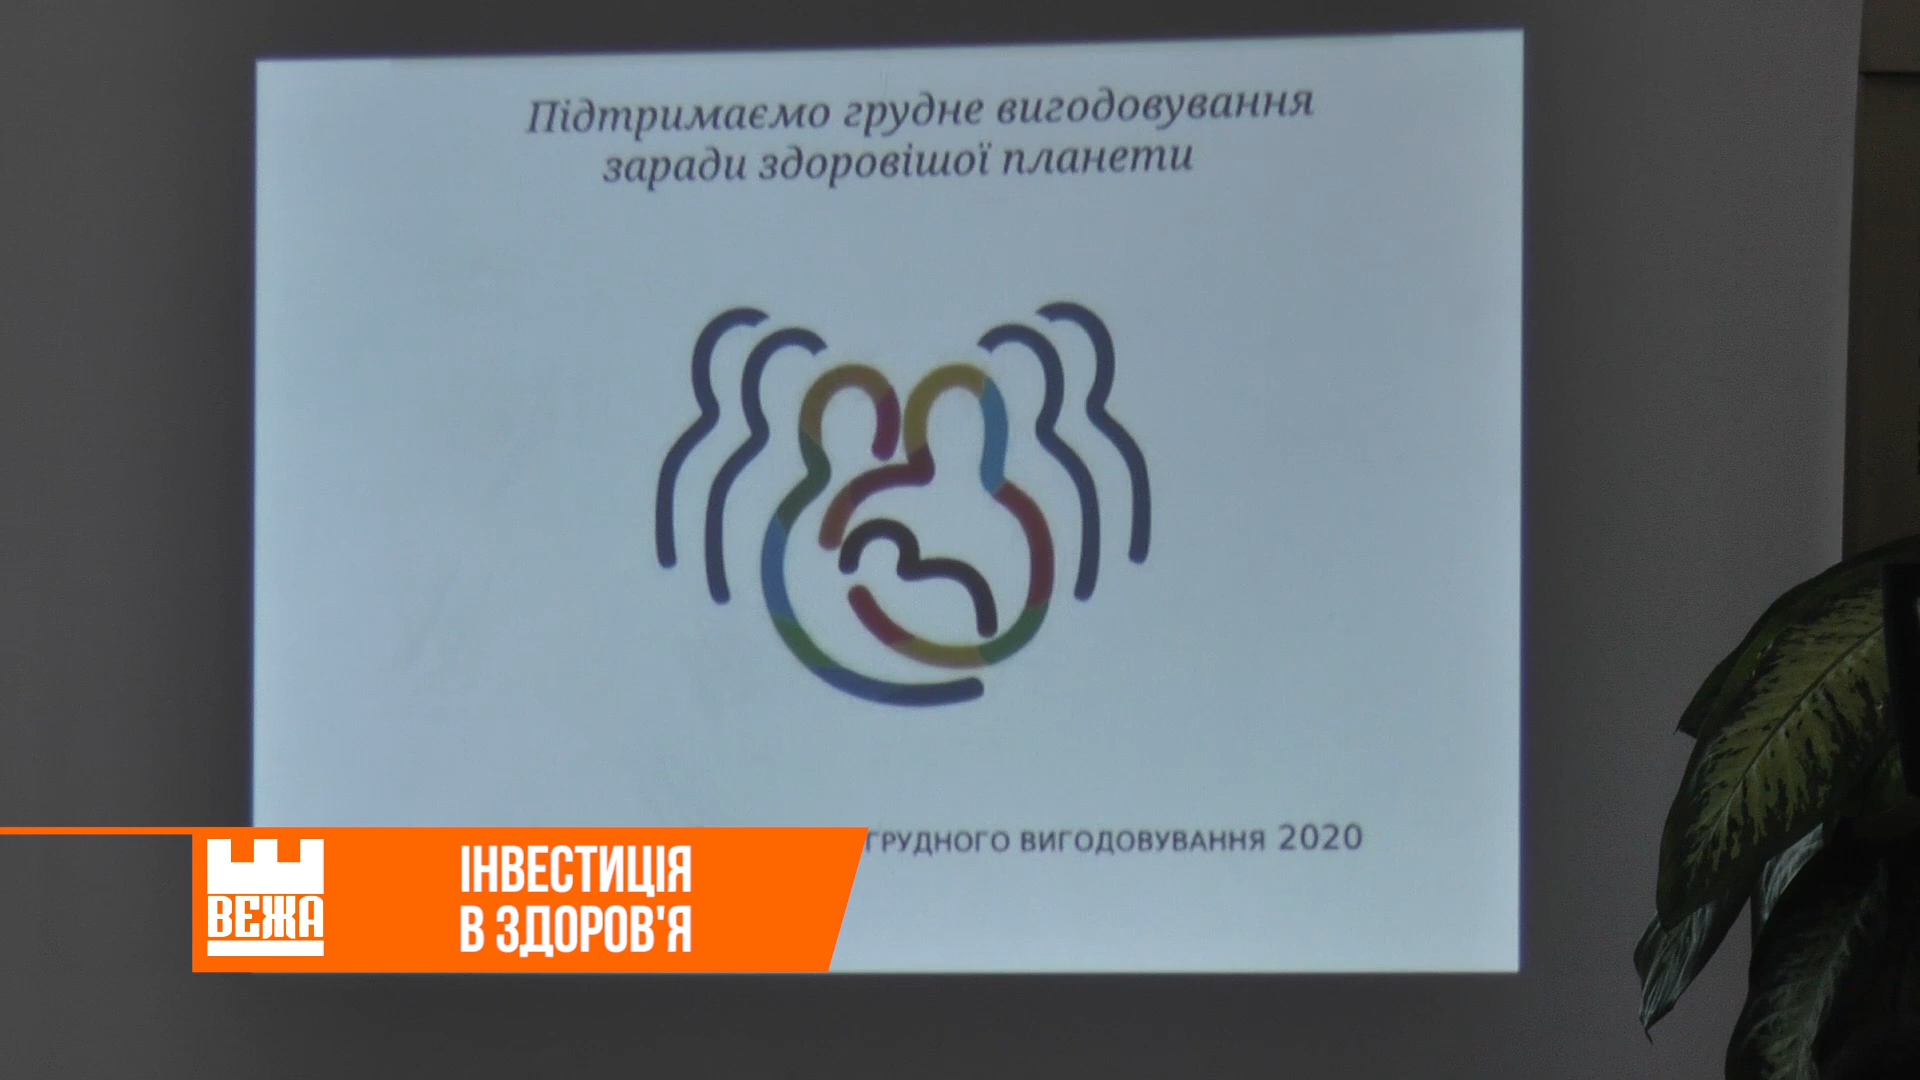 Підтримаємо грудне вигодовування
заради здоровішої планети
ГРУДНОГО ВИГОДОВУВАННЯ 2020
ВЕЖА
ІНВЕСТИЦІЯ
В ЗДОРОВ'Я